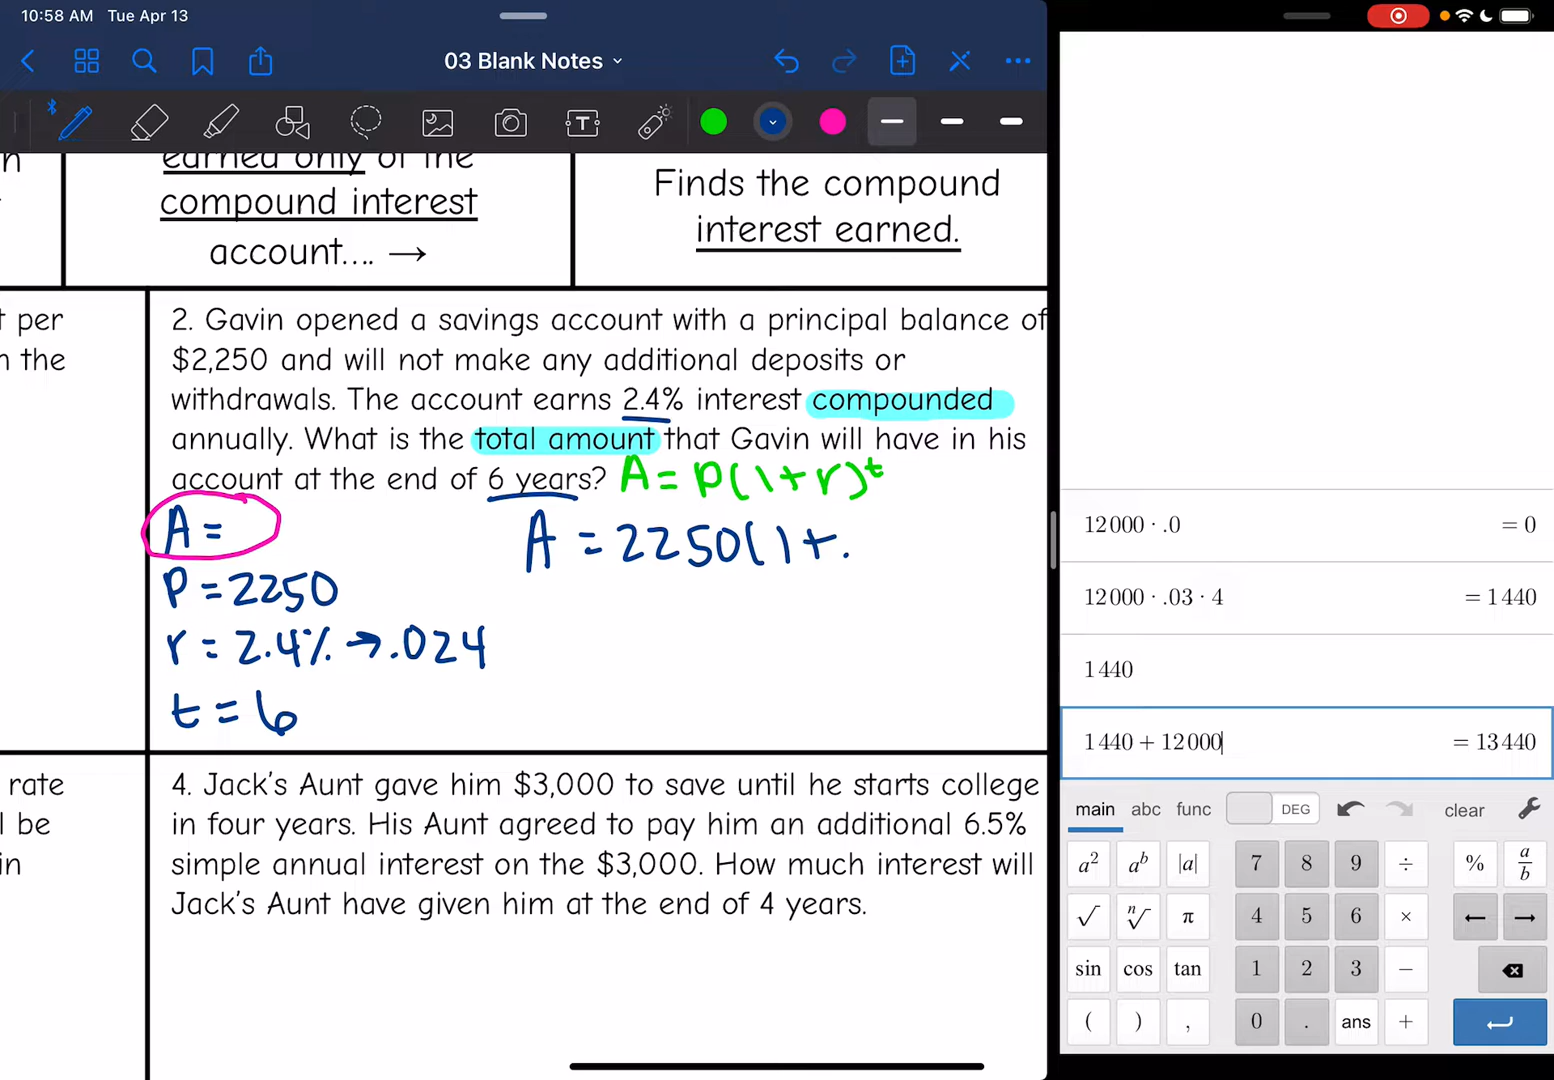 10:58 AM Tue Apr 13
03 Blank Notes
T
n
earned only of the
compound interest
account.... →
Finds the compound
interest earned.
t per
n the
2. Gavin opened a savings account with a principal balance of
$2,250 and will not make any additional deposits or
withdrawals. The account earns 2.4% interest compounded
annually. What is the total amount that Gavin will have in his
account at the end of 6 years? A = P(1+r)^t
A =
A = 2250(1+.
P = 2250
r = 2.4% → .024
t = 6
rate
l be
in
4. Jack's Aunt gave him $3,000 to save until he starts college
in four years. His Aunt agreed to pay him an additional 6.5%
simple annual interest on the $3,000. How much interest will
Jack's Aunt have given him at the end of 4 years.
12000 · .0 = 0
12000 · .03 · 4 = 1440
1440
1440 + 12000 = 13440
main abc func DEG clear
a² a^b |a| 7 8 9 ÷ % a/b
√ ⁿ√ π 4 5 6 × ← →
sin cos tan 1 2 3 −
( ) , 0 . ans +